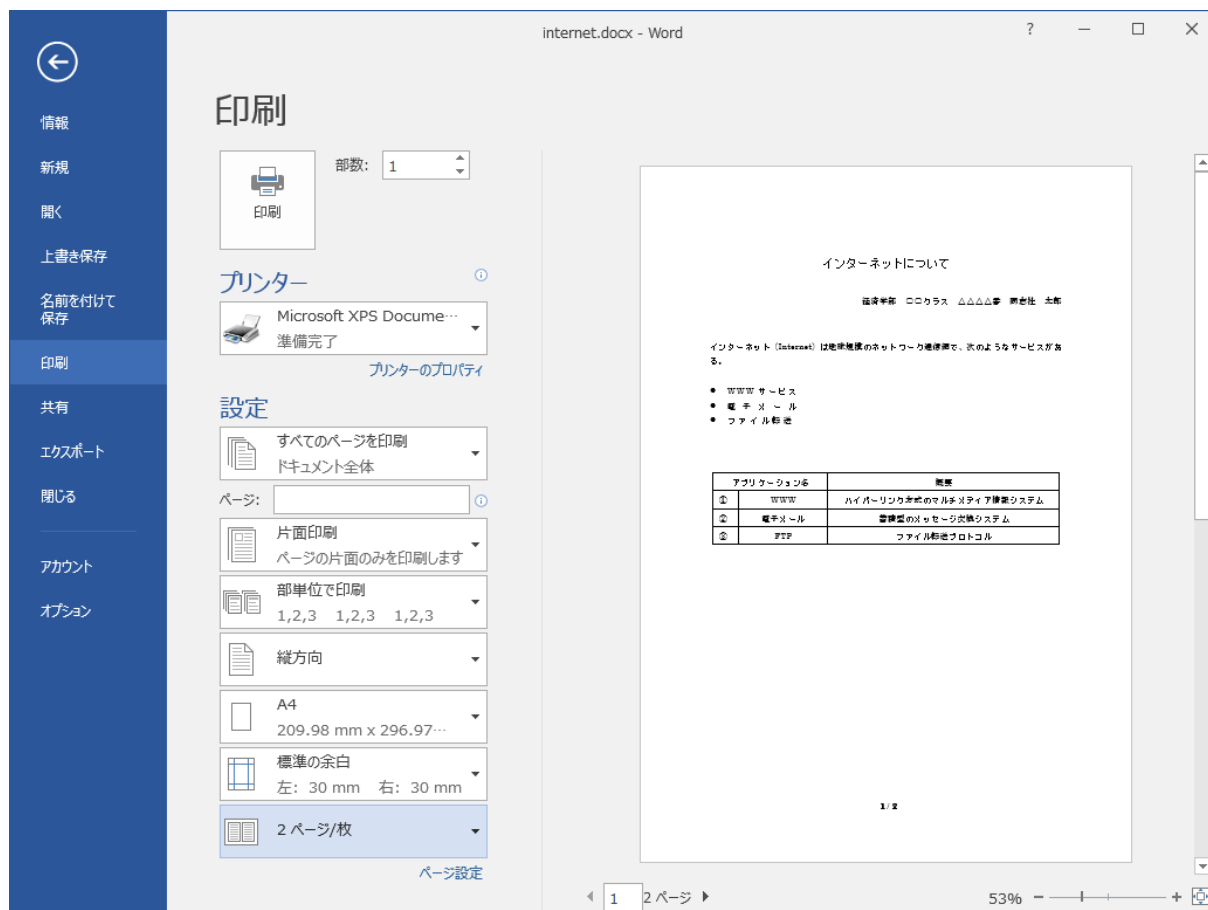 internet.docx - Word
?
情報
新規
開く
上書き保存
名前を付けて
保存
印刷
共有
エクスポート
閉じる
アカウント
オプション
印刷
印刷
部数: 1
プリンター
Microsoft XPS Docume…
準備完了
プリンターのプロパティ
設定
すべてのページを印刷
ドキュメント全体
ページ:
片面印刷
ページの片面のみを印刷します
部単位で印刷
1,2,3 1,2,3 1,2,3
縦方向
A4
209.98 mm x 296.97…
標準の余白
左: 30 mm 右: 30 mm
2 ページ/枚
ページ設定
インターネットについて
経済学部 ○○クラス △△△△番 同志社 太郎
インターネット (Internet) は地球規模のネットワーク通信網で、次のようなサービスがあ
る。
● WWW サービス
● 電子メール
● ファイル転送
アプリケーション名 概要
① WWW ハイパーリンク方式のマルチメディア情報システム
② 電子メール 蓄積型のメッセージ交換システム
③ FTP ファイル転送プロトコル
1/2
1 2 ページ
53%